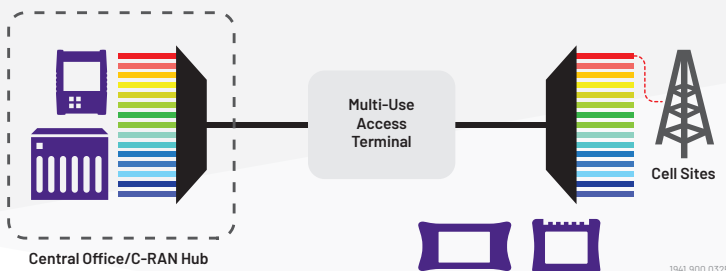 Multi-Use
Access
Terminal
Cell Sites
Central Office/C-RAN Hub